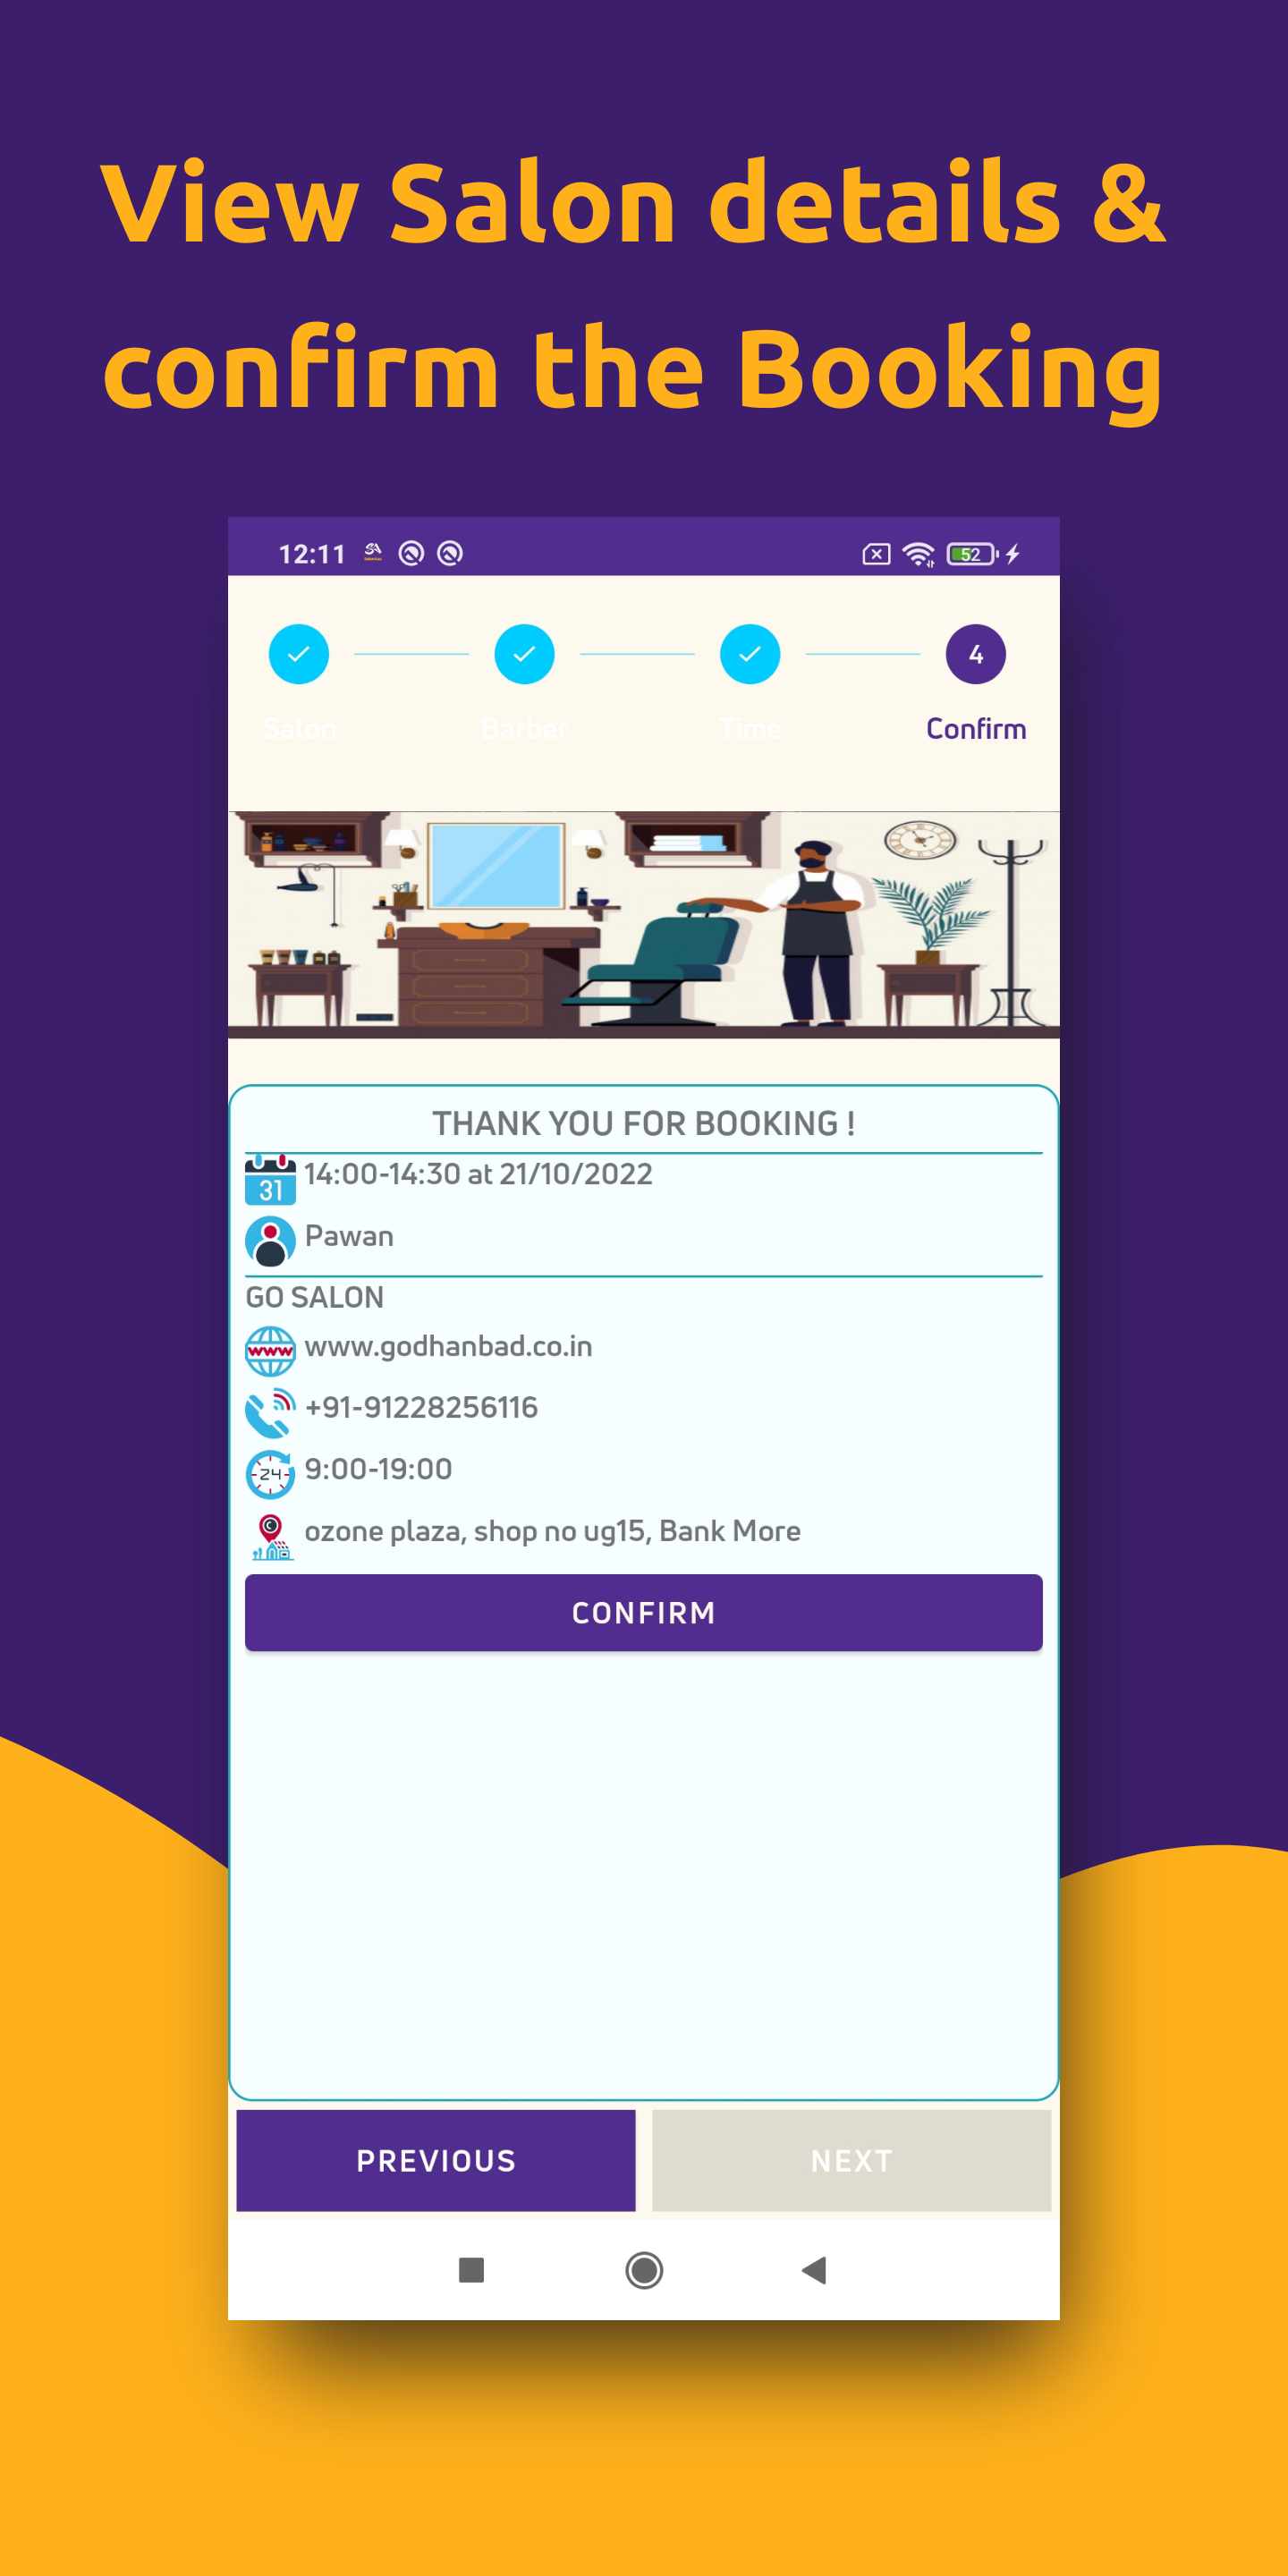 View Salon details &
confirm the Booking
12:11
52
4
Salon
Barber
Time
Confirm
THANK YOU FOR BOOKING !
31
14:00-14:30 at 21/10/2022
Pawan
GO SALON
www
www.godhanbad.co.in
+91-91228256116
24
9:00-19:00
ozone plaza, shop no ug15, Bank More
CONFIRM
PREVIOUS
NEXT